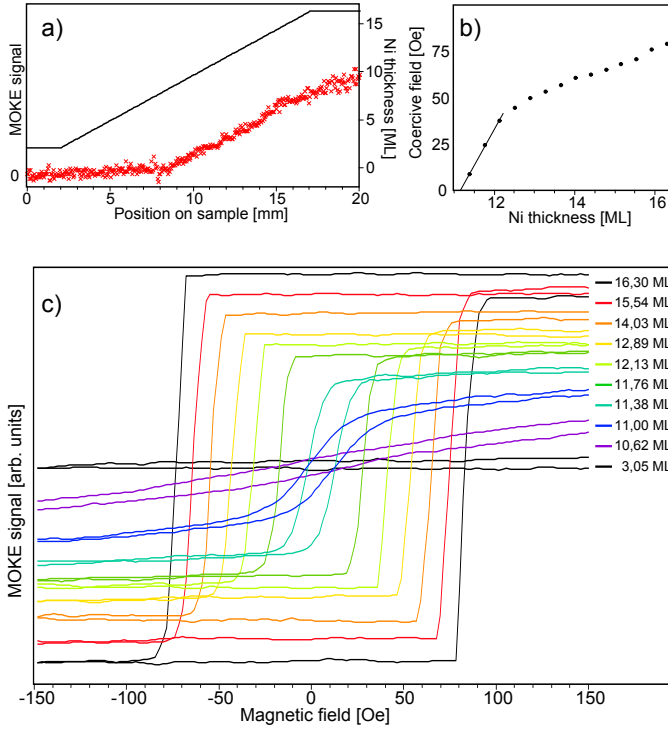 a)
MOKE signal
0
15
10
5
0
Ni thickness [ML]
0
5
10
15
20
Position on sample [mm]
b)
Coercive field [Oe]
75
50
25
0
12
14
16
Ni thickness [ML]
c)
MOKE signal [arb. units]
16,30 ML
15,54 ML
14,03 ML
12,89 ML
12,13 ML
11,76 ML
11,38 ML
11,00 ML
10,62 ML
3,05 ML
-150
-100
-50
0
50
100
150
Magnetic field [Oe]